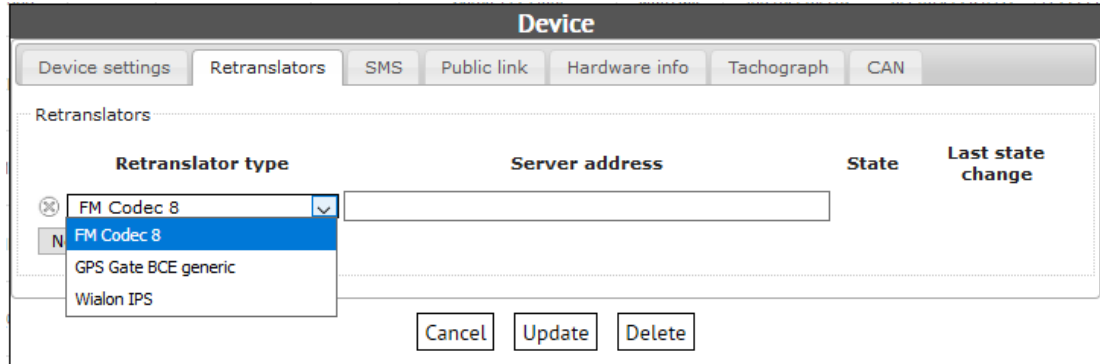 Device
Device settings Retranslators SMS Public link Hardware info Tachograph CAN
Retranslators
Retranslator type Server address State Last state
change
FM Codec 8
FM Codec 8
GPS Gate BCE generic
Wialon IPS
Cancel Update Delete